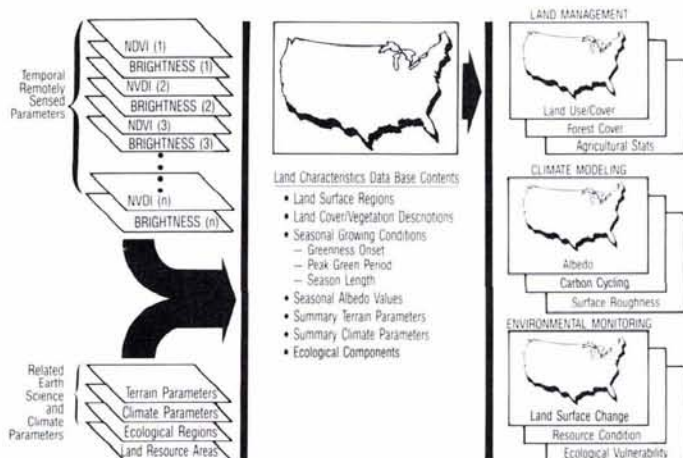 Temporal
Remotely
Sensed
Parameters
NDVI (1)
BRIGHTNESS (1)
NVDI (2)
BRIGHTNESS (2)
NDVI (3)
BRIGHTNESS (3)
NVDI (n)
BRIGHTNESS (n)
Related
Earth
Science
and
Climate
Parameters
Terrain Parameters
Climate Parameters
Ecological Regions
Land Resource Areas
Land Characteristics Data Base Contents
• Land Surface Regions
• Land Cover/Vegetation Descriptions
• Seasonal Growing Conditions
— Greenness Onset
— Peak Green Period
— Season Length
• Seasonal Albedo Values
• Summary Terrain Parameters
• Summary Climate Parameters
• Ecological Components
LAND MANAGEMENT
Land Use/Cover
Forest Cover
Agricultural Stats
CLIMATE MODELING
Albedo
Carbon Cycling
Surface Roughness
ENVIRONMENTAL MONITORING
Land Surface Change
Resource Condition
Ecological Vulnerability